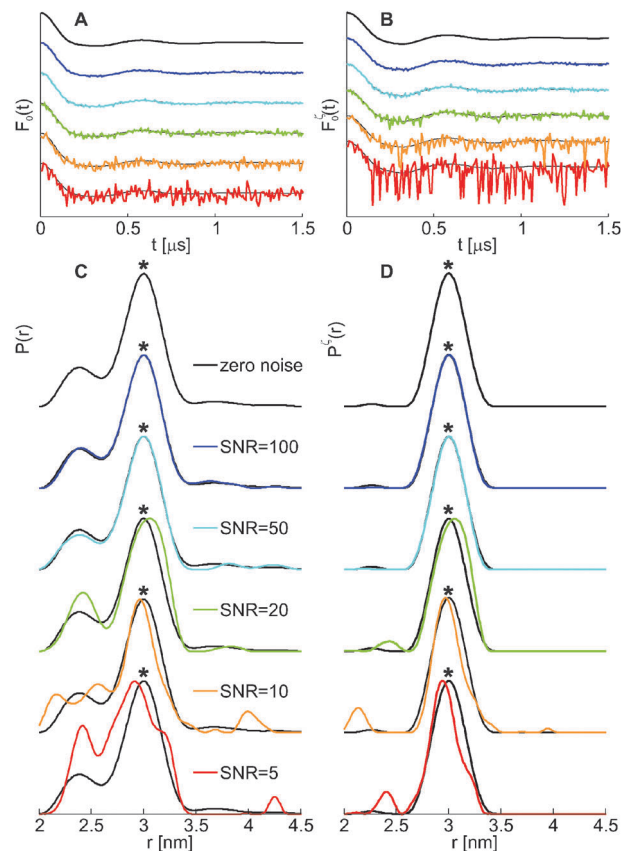 A
B
F₀(t)
F₀^ζ(t)
0 0.5 1 1.5
0 0.5 1 1.5
t [μs]
t [μs]
C
D
P(r)
P^ζ(r)
*
*
zero noise
*
*
SNR=100
*
*
SNR=50
*
*
SNR=20
*
*
SNR=10
*
*
SNR=5
2 2.5 3 3.5 4 4.5
2 2.5 3 3.5 4 4.5
r [nm]
r [nm]